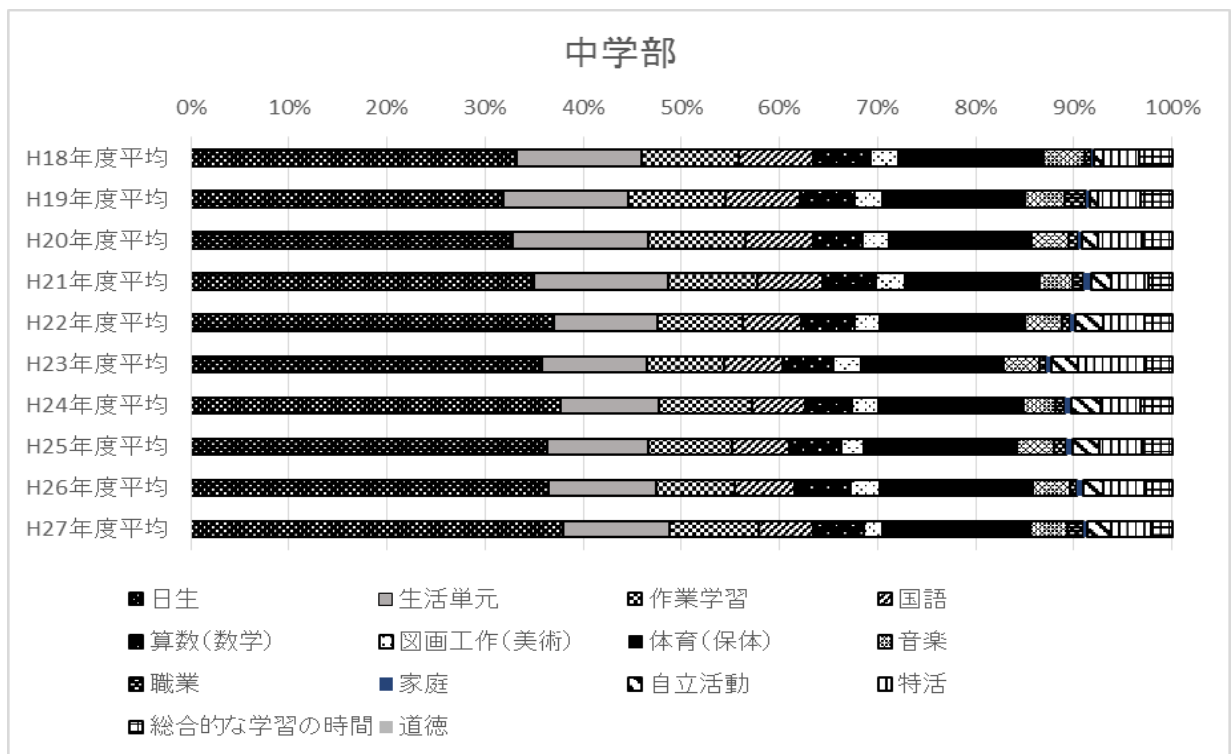 中学部
0% 10% 20% 30% 40% 50% 60% 70% 80% 90% 100%
H18年度平均
H19年度平均
H20年度平均
H21年度平均
H22年度平均
H23年度平均
H24年度平均
H25年度平均
H26年度平均
H27年度平均
日生 生活単元 作業学習 国語
算数(数学) 図画工作(美術) 体育(保体) 音楽
職業 家庭 自立活動 特活
総合的な学習の時間 道徳